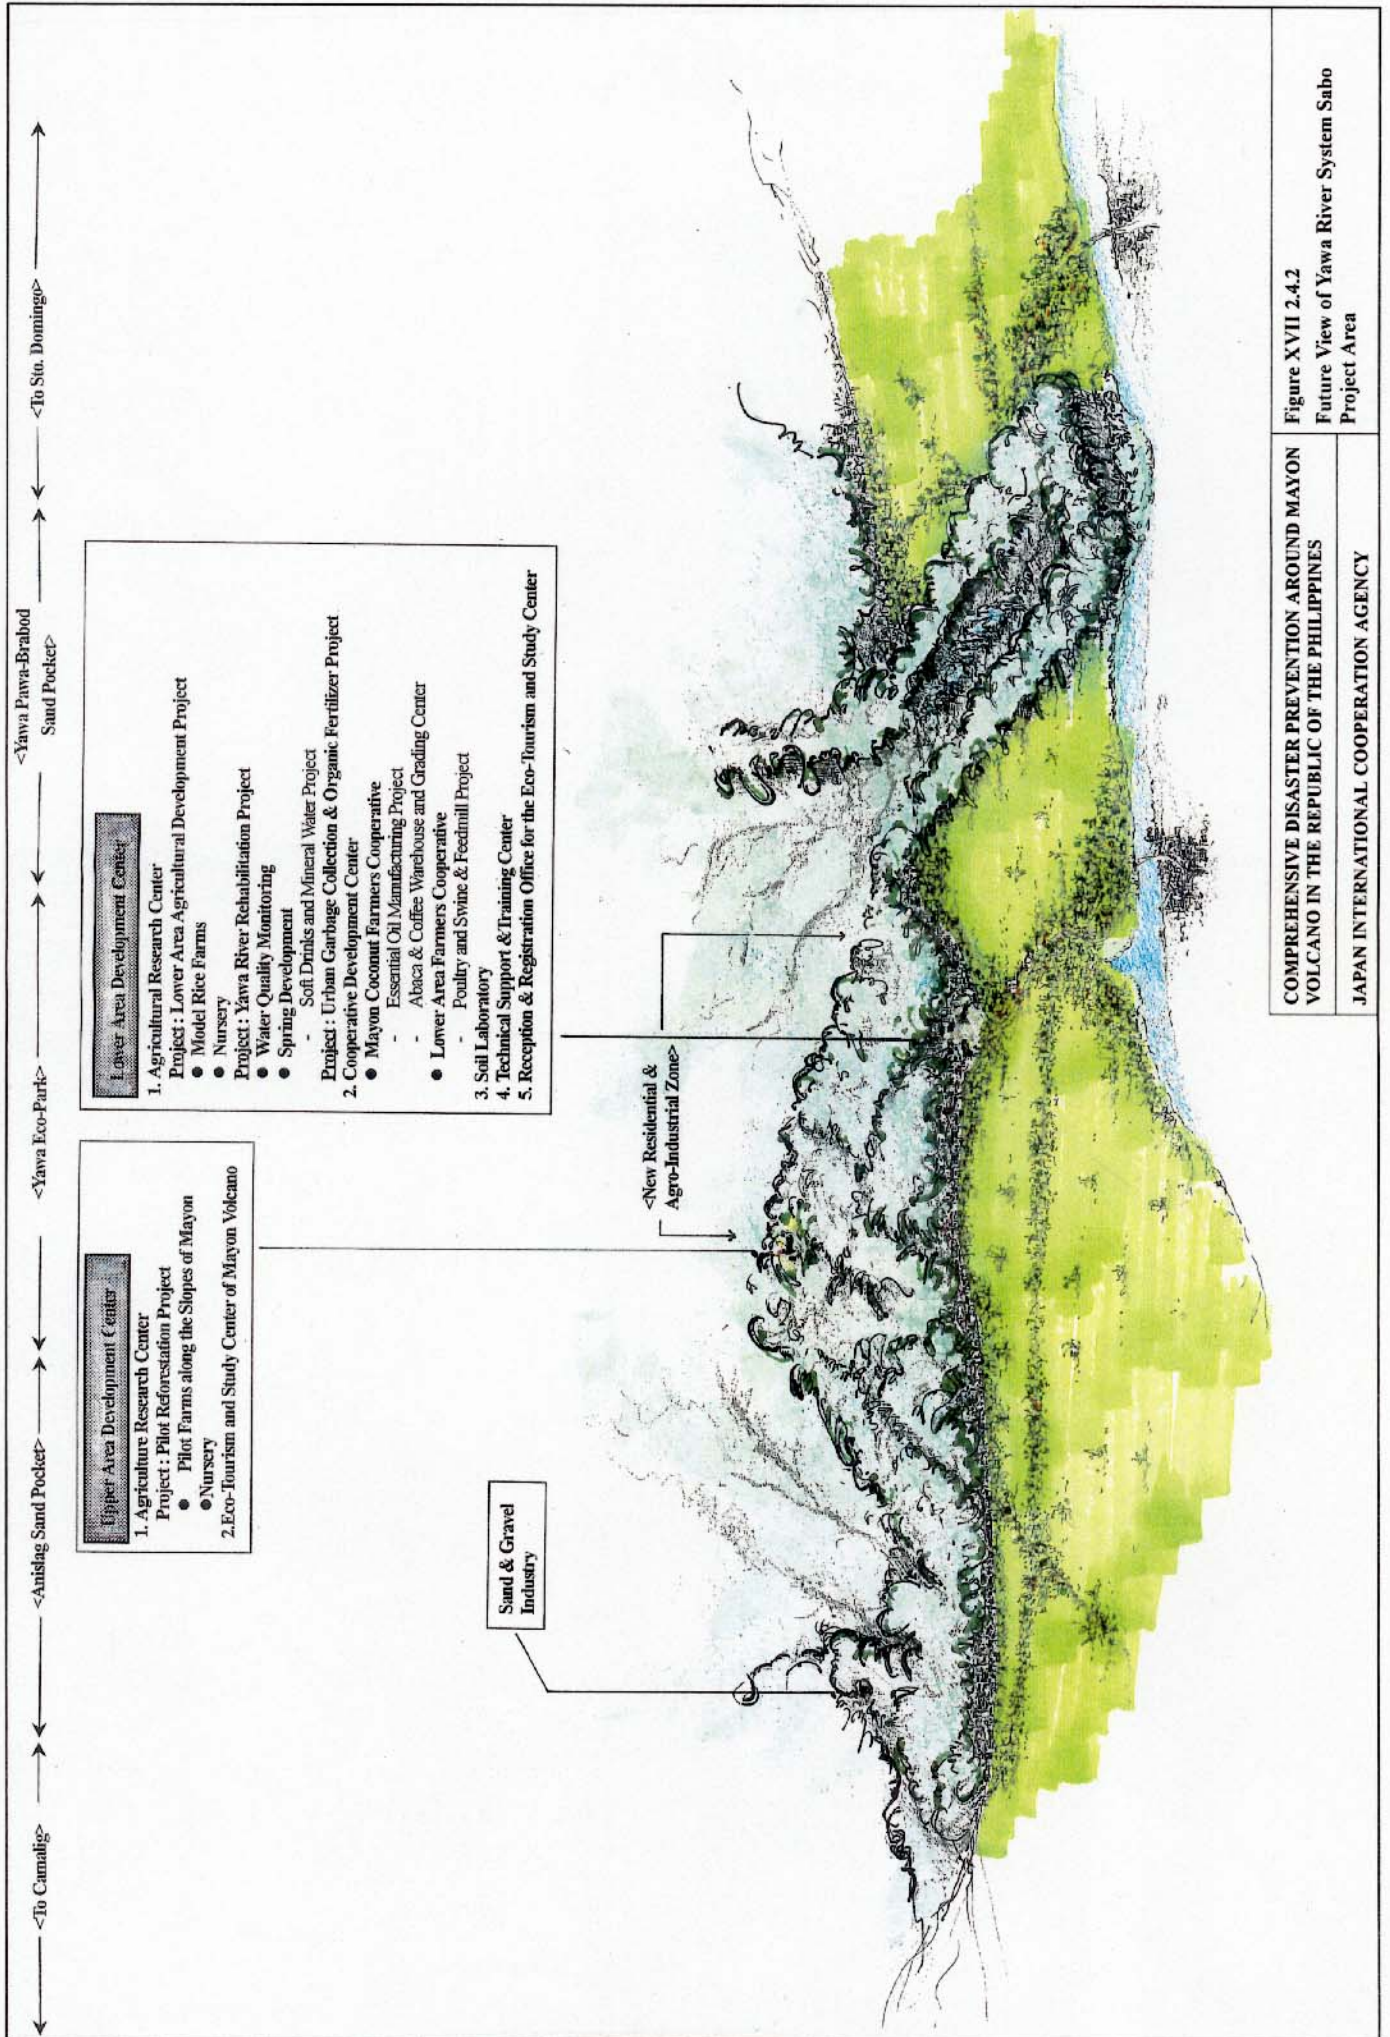 <To Camalig>
<Anislag Sand Pocket>
<Yawa Eco-Park>
<Yawa Pawa-Brabod
Sand Pocket>
<To Sto. Domingo>
Upper Area Development Center
1. Agriculture Research Center
Project : Pilot Reforestation Project
● Pilot Farms along the Slopes of Mayon
● Nursery
2.Eco-Tourism and Study Center of Mayon Volcano
Lower Area Development Center
1. Agricultural Research Center
Project : Lower Area Agricultural Development Project
● Model Rice Farms
● Nursery
Project : Yawa River Rehabilitation Project
● Water Quality Monitoring
● Spring Development
- Soft Drinks and Mineral Water Project
Project : Urban Garbage Collection & Organic Fertilizer Project
2. Cooperative Development Center
● Mayon Coconut Farmers Cooperative
- Essential Oil Manufacturing Project
- Abaca & Coffee Warehouse and Grading Center
● Lower Area Farmers Cooperative
- Poultry and Swine & Feedmill Project
3. Soil Laboratory
4. Technical Support &Training Center
5. Reception & Registration Office for the Eco-Tourism and Study Center
Sand & Gravel
Industry
<New Residential &
Agro-Industrial Zone>
COMPREHENSIVE DISASTER PREVENTION AROUND MAYON
VOLCANO IN THE REPUBLIC OF THE PHILIPPINES
JAPAN INTERNATIONAL COOPERATION AGENCY
Figure XVII 2.4.2
Future View of Yawa River System Sabo
Project Area